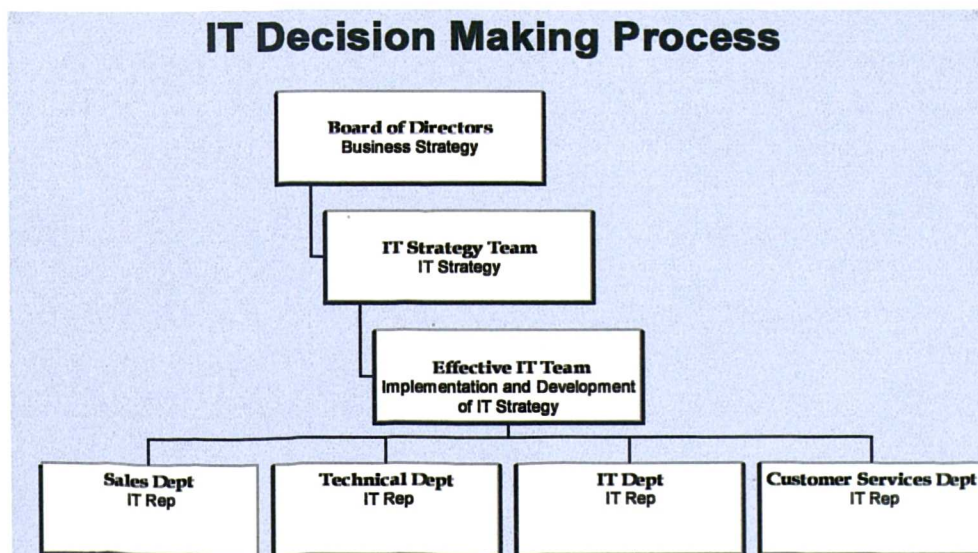 IT Decision Making Process
Board of Directors
Business Strategy
IT Strategy Team
IT Strategy
Effective IT Team
Implementation and Development
of IT Strategy
Sales Dept
IT Rep
Technical Dept
IT Rep
IT Dept
IT Rep
Customer Services Dept
IT Rep